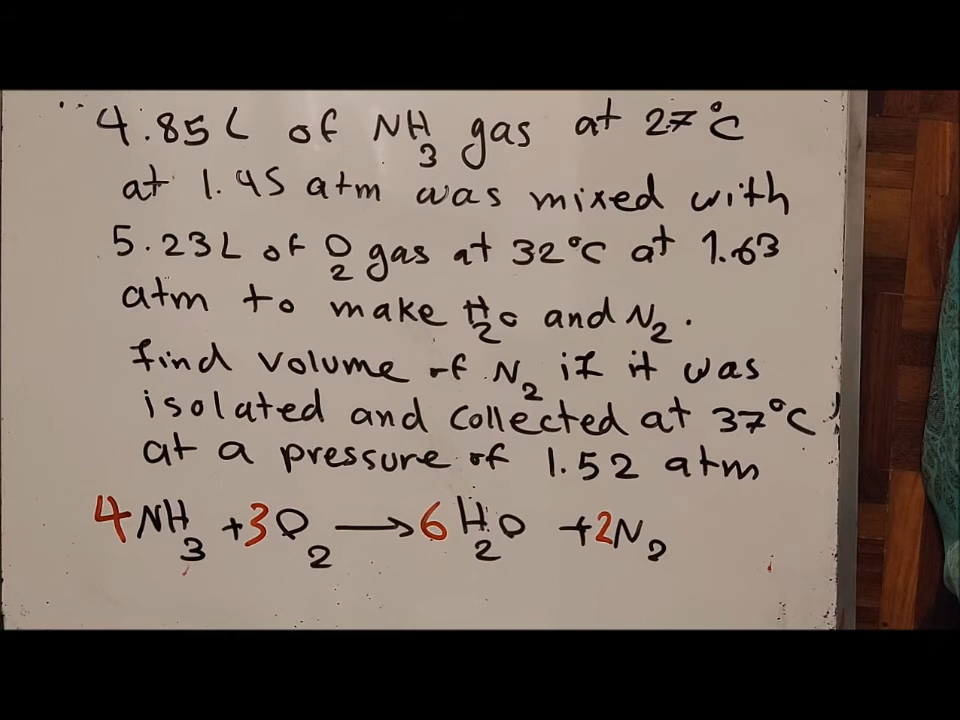 4.85L of NH3 gas at 27°C
at 1.45 atm was mixed with
5.23L of O2 gas at 32°C at 1.63
atm to make H2O and N2.
find volume of N2 if it was
isolated and collected at 37°C
at a pressure of 1.52 atm
4NH3 + 3O2 → 6H2O + 2N2